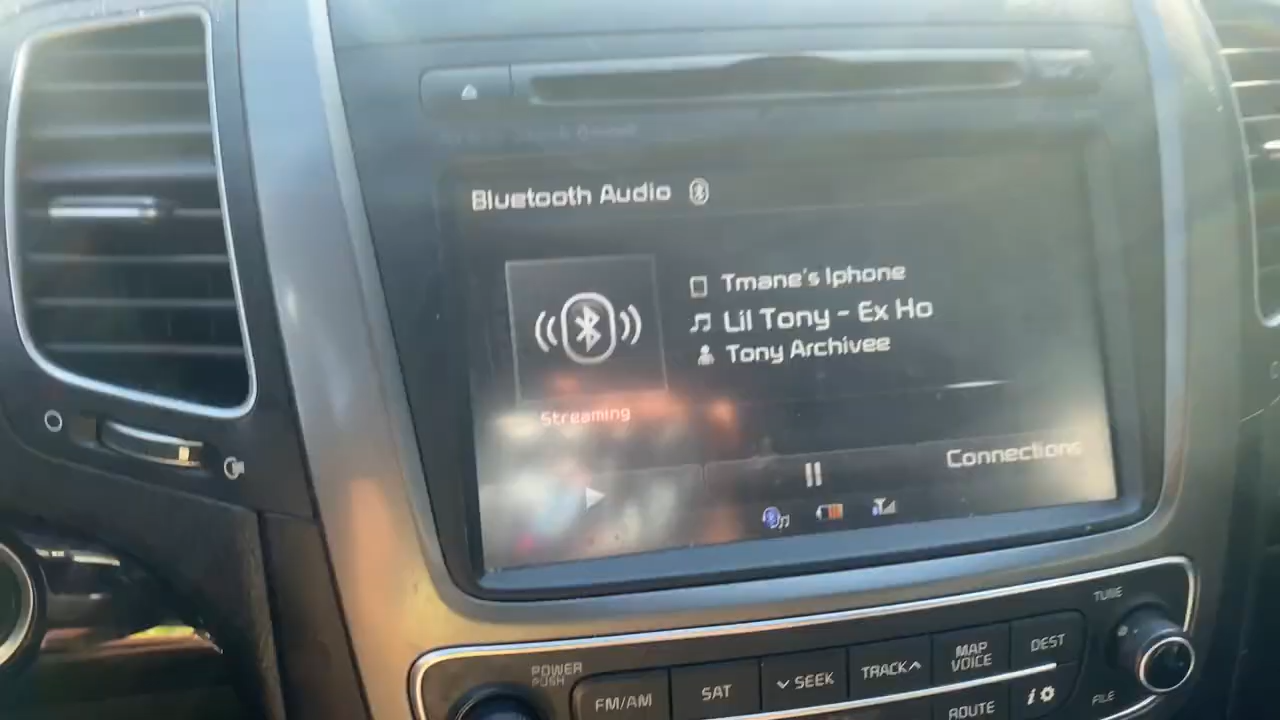 Bluetooth Audio
Tmane's Iphone
Lil Tony - Ex Ho
Tony Archivee
Streaming
Connections
TUNE
POWER
PUSH
FM/AM
SAT
SEEK
TRACK
MAP
VOICE
DEST
ROUTE
i
FILE